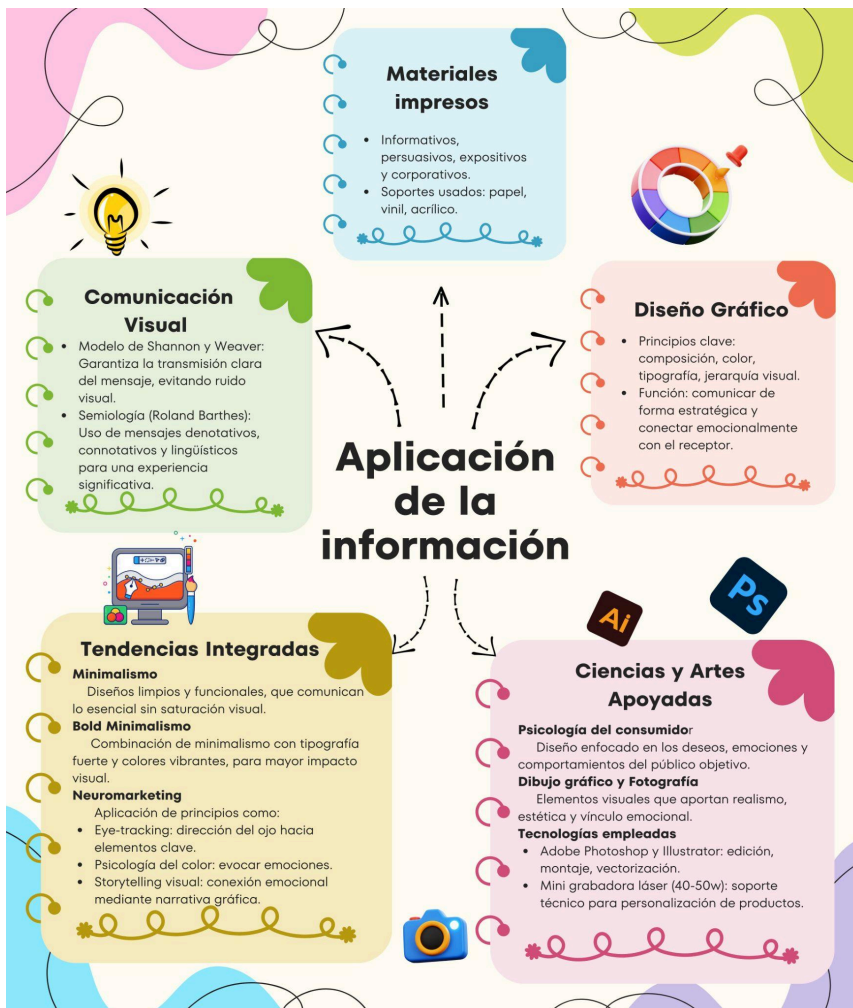 Materiales
impresos
• Informativos,
persuasivos, expositivos
y corporativos.
• Soportes usados: papel,
vinil, acrílico.
Comunicación
Visual
• Modelo de Shannon y Weaver:
Garantiza la transmisión clara
del mensaje, evitando ruido
visual.
• Semiología (Roland Barthes):
Uso de mensajes denotativos,
connotativos y lingüísticos
para una experiencia
significativa.
Diseño Gráfico
• Principios clave:
composición, color,
tipografía, jerarquía visual.
• Función: comunicar de
forma estratégica y
conectar emocionalmente
con el receptor.
Aplicación
de la
información
Tendencias Integradas
Minimalismo
Diseños limpios y funcionales, que comunican
lo esencial sin saturación visual.
Bold Minimalismo
Combinación de minimalismo con tipografía
fuerte y colores vibrantes, para mayor impacto
visual.
Neuromarketing
Aplicación de principios como:
• Eye-tracking: dirección del ojo hacia
elementos clave.
• Psicología del color: evocar emociones.
• Storytelling visual: conexión emocional
mediante narrativa gráfica.
Ai
Ps
Ciencias y Artes
Apoyadas
Psicología del consumidor
Diseño enfocado en los deseos, emociones y
comportamientos del público objetivo.
Dibujo gráfico y Fotografía
Elementos visuales que aportan realismo,
estética y vínculo emocional.
Tecnologías empleadas
• Adobe Photoshop y Illustrator: edición,
montaje, vectorización.
• Mini grabadora láser (40-50w): soporte
técnico para personalización de productos.